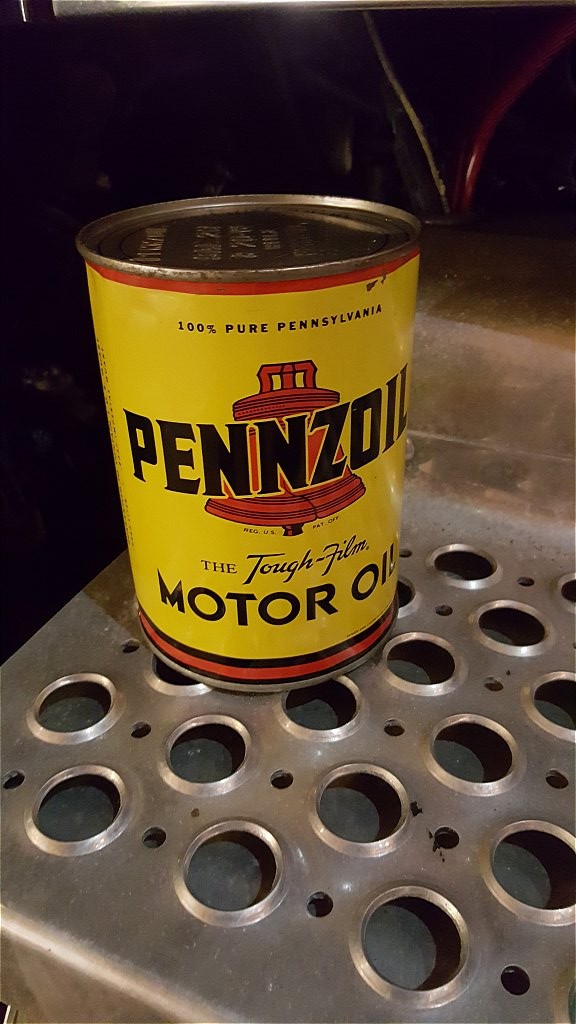 100% PURE PENNSYLVANIA
PENNZOIL
REG. U.S. PAT. OFF.
THE Tough-Film
MOTOR OIL